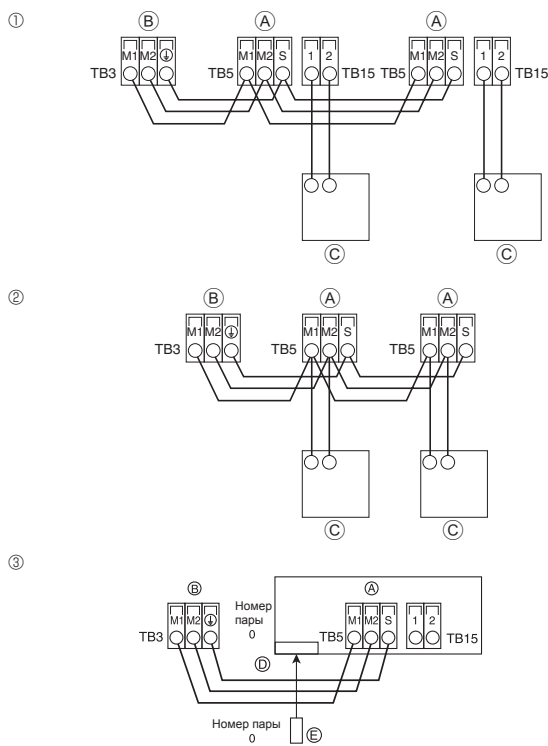 ①
Ⓑ Ⓐ Ⓐ
M1 M2 ⏚ M1 M2 S 1 2 M1 M2 S 1 2
TB3 TB5 TB15 TB5 TB15
Ⓒ Ⓒ
②
Ⓑ Ⓐ Ⓐ
M1 M2 ⏚ M1 M2 S M1 M2 S
TB3 TB5 TB5
Ⓒ Ⓒ
③
Ⓑ Ⓐ
Номер
пары
0
M1 M2 ⏚ M1 M2 S 1 2
TB3 TB5 TB15
Ⓓ
Номер пары
0
Ⓔ